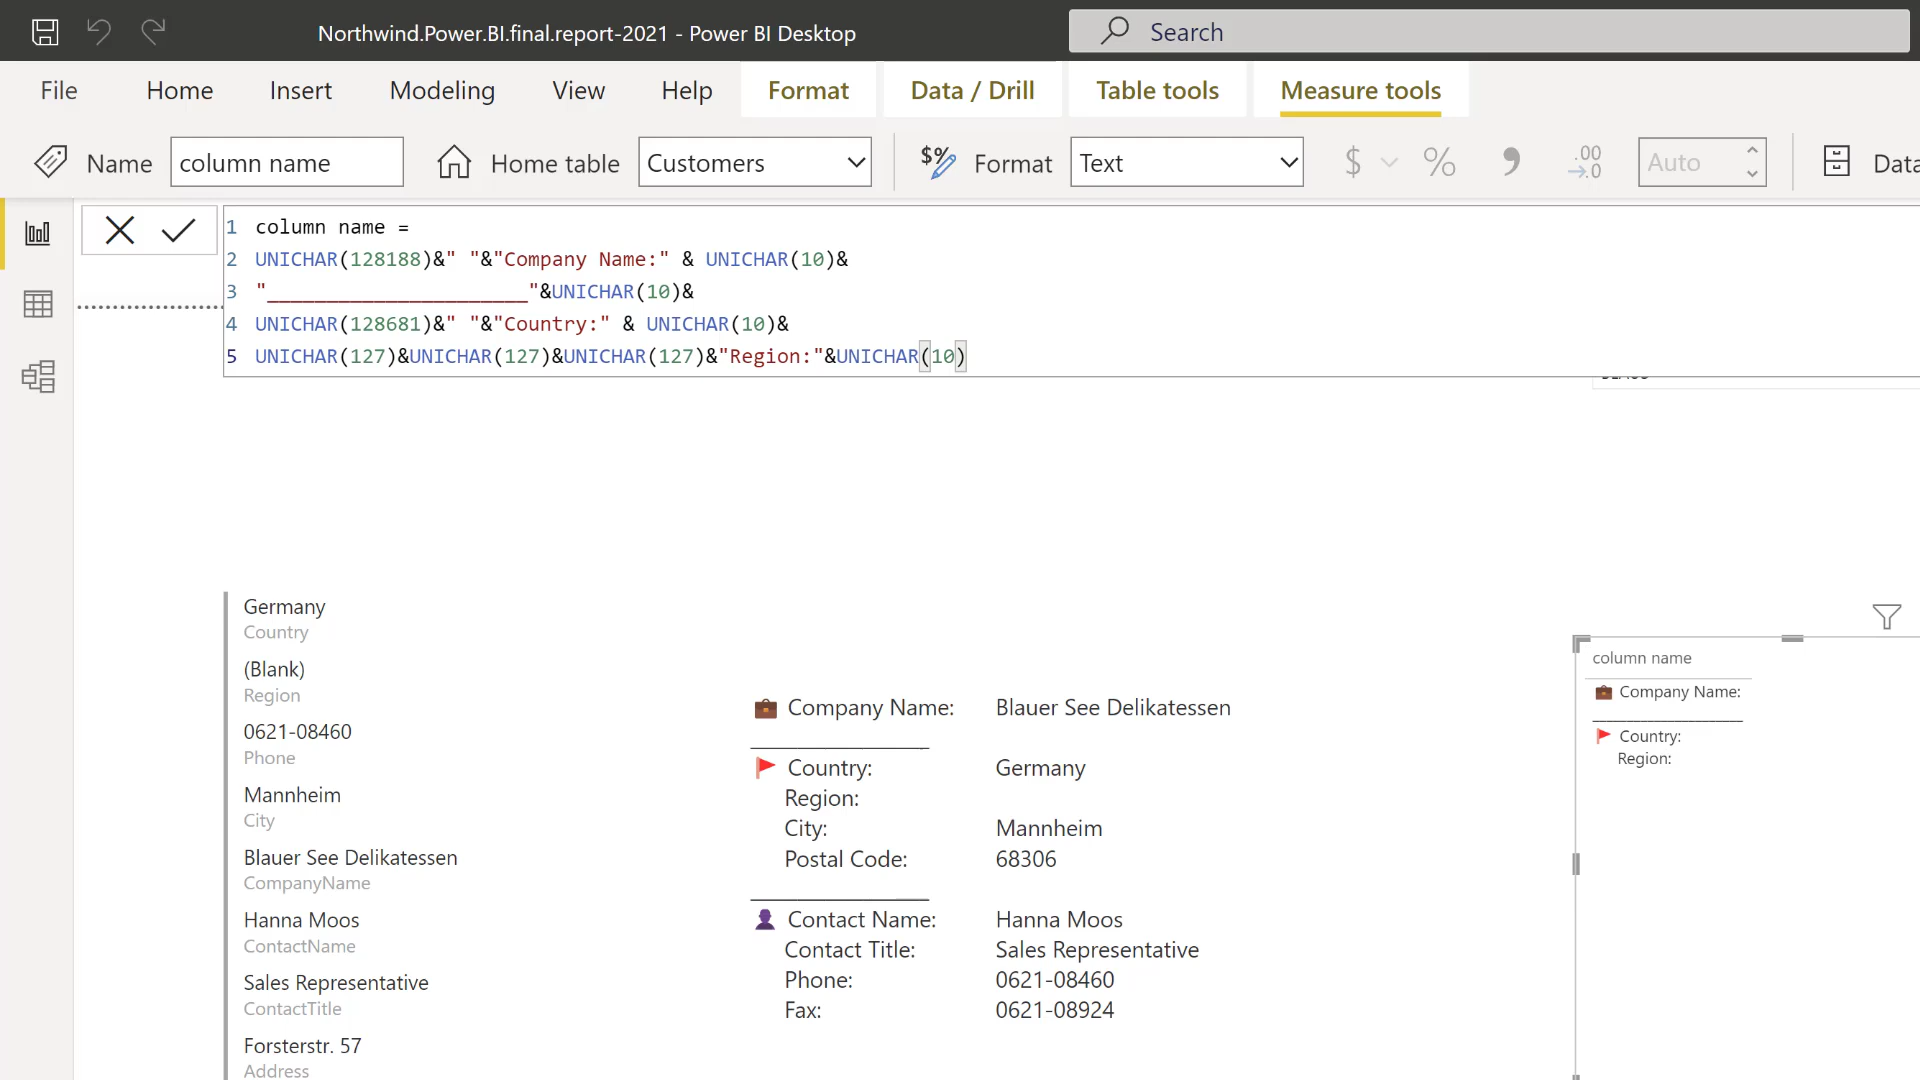 Northwind.Power.BI.final.report-2021 - Power BI Desktop
Search
File Home Insert Modeling View Help Format Data / Drill Table tools Measure tools
Name column name Home table Customers Format Text $ % , .00 →.0 Auto Data
1 column name =
2 UNICHAR(128188)&" "&"Company Name:" & UNICHAR(10)&
3 "______________________"&UNICHAR(10)&
4 UNICHAR(128681)&" "&"Country:" & UNICHAR(10)&
5 UNICHAR(127)&UNICHAR(127)&UNICHAR(127)&"Region:"&UNICHAR(10)
Germany
Country
(Blank)
Region
0621-08460
Phone
Mannheim
City
Blauer See Delikatessen
CompanyName
Hanna Moos
ContactName
Sales Representative
ContactTitle
Forsterstr. 57
Address
💼 Company Name: Blauer See Delikatessen
_________________
🚩 Country: Germany
Region:
City: Mannheim
Postal Code: 68306
_________________
👤 Contact Name: Hanna Moos
Contact Title: Sales Representative
Phone: 0621-08460
Fax: 0621-08924
column name
💼 Company Name:
______________________
🚩 Country:
Region: